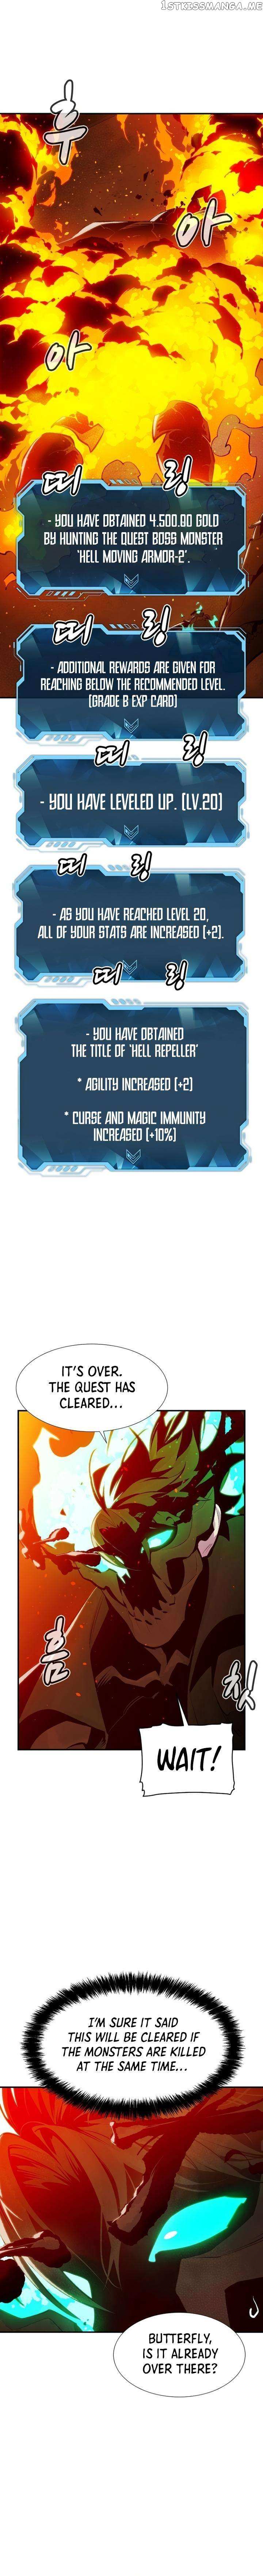 1STKISSMANGA.ME
후
아
아
띠
링
- YOU HAVE OBTAINED 4,500.80 GOLD
BY HUNTING THE QUEST BOSS MONSTER
'HELL MOVING ARMOR-2'.
띠
링
- ADDITIONAL REWARDS ARE GIVEN FOR
REACHING BELOW THE RECOMMENDED LEVEL.
(GRADE B EXP CARD)
띠
링
- YOU HAVE LEVELED UP. [LV.20]
띠
링
- AS YOU HAVE REACHED LEVEL 20,
ALL OF YOUR STATS ARE INCREASED [+2].
띠
링
- YOU HAVE OBTAINED
THE TITLE OF 'HELL REPELLER'
* AGILITY INCREASED [+2]
* CURSE AND MAGIC IMMUNITY
INCREASED [+10%]
IT'S OVER.
THE QUEST HAS
CLEARED...
흠
칫
WAIT!
I'M SURE IT SAID
THIS WILL BE CLEARED IF
THE MONSTERS ARE KILLED
AT THE SAME TIME...
BUTTERFLY,
IS IT ALREADY
OVER THERE?